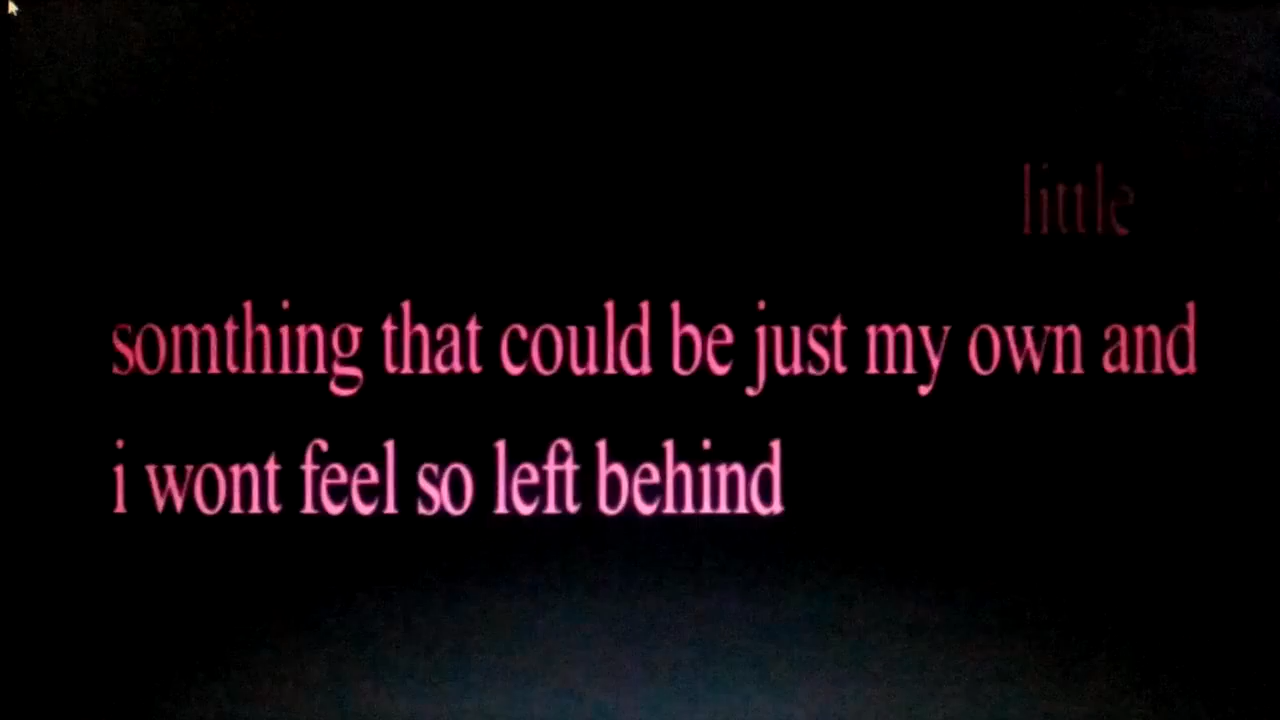 little
somthing that could be just my own and
i wont feel so left behind